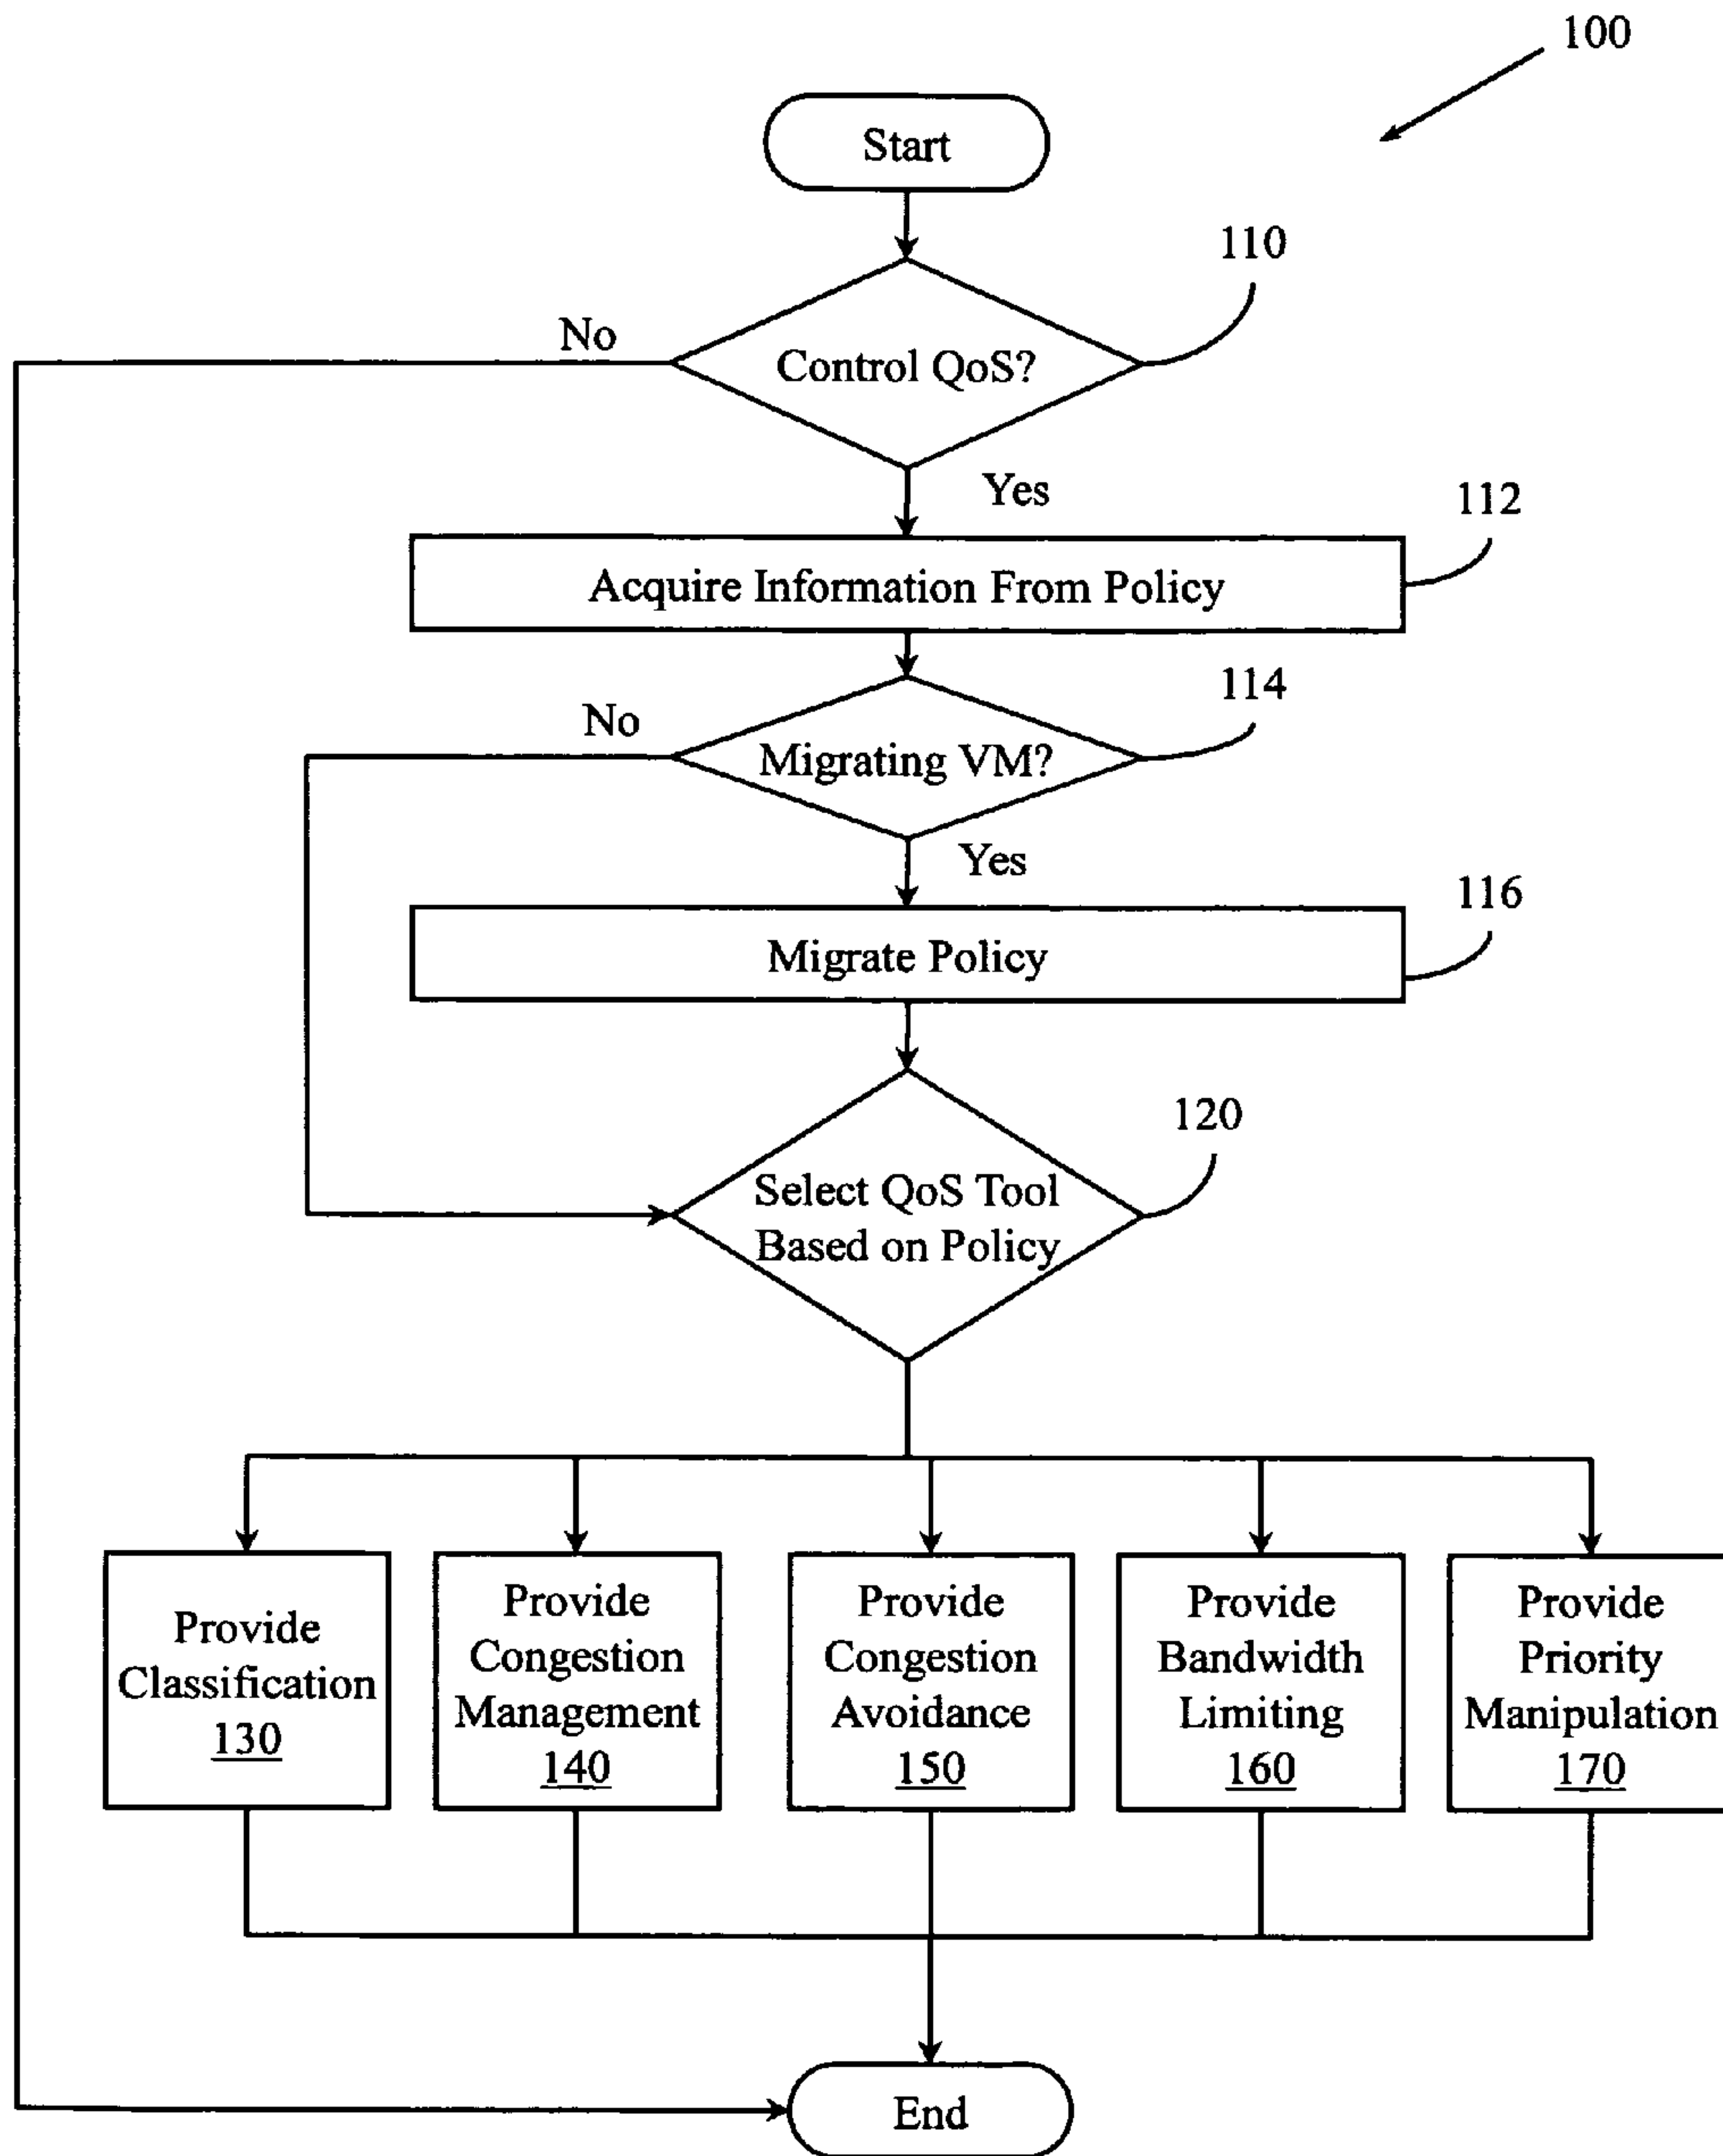 100
Start
110
No
Control QoS?
Yes
112
Acquire Information From Policy
114
No
Migrating VM?
Yes
116
Migrate Policy
120
Select QoS Tool
Based on Policy
Provide
Classification
130
Provide
Congestion
Management
140
Provide
Congestion
Avoidance
150
Provide
Bandwidth
Limiting
160
Provide
Priority
Manipulation
170
End